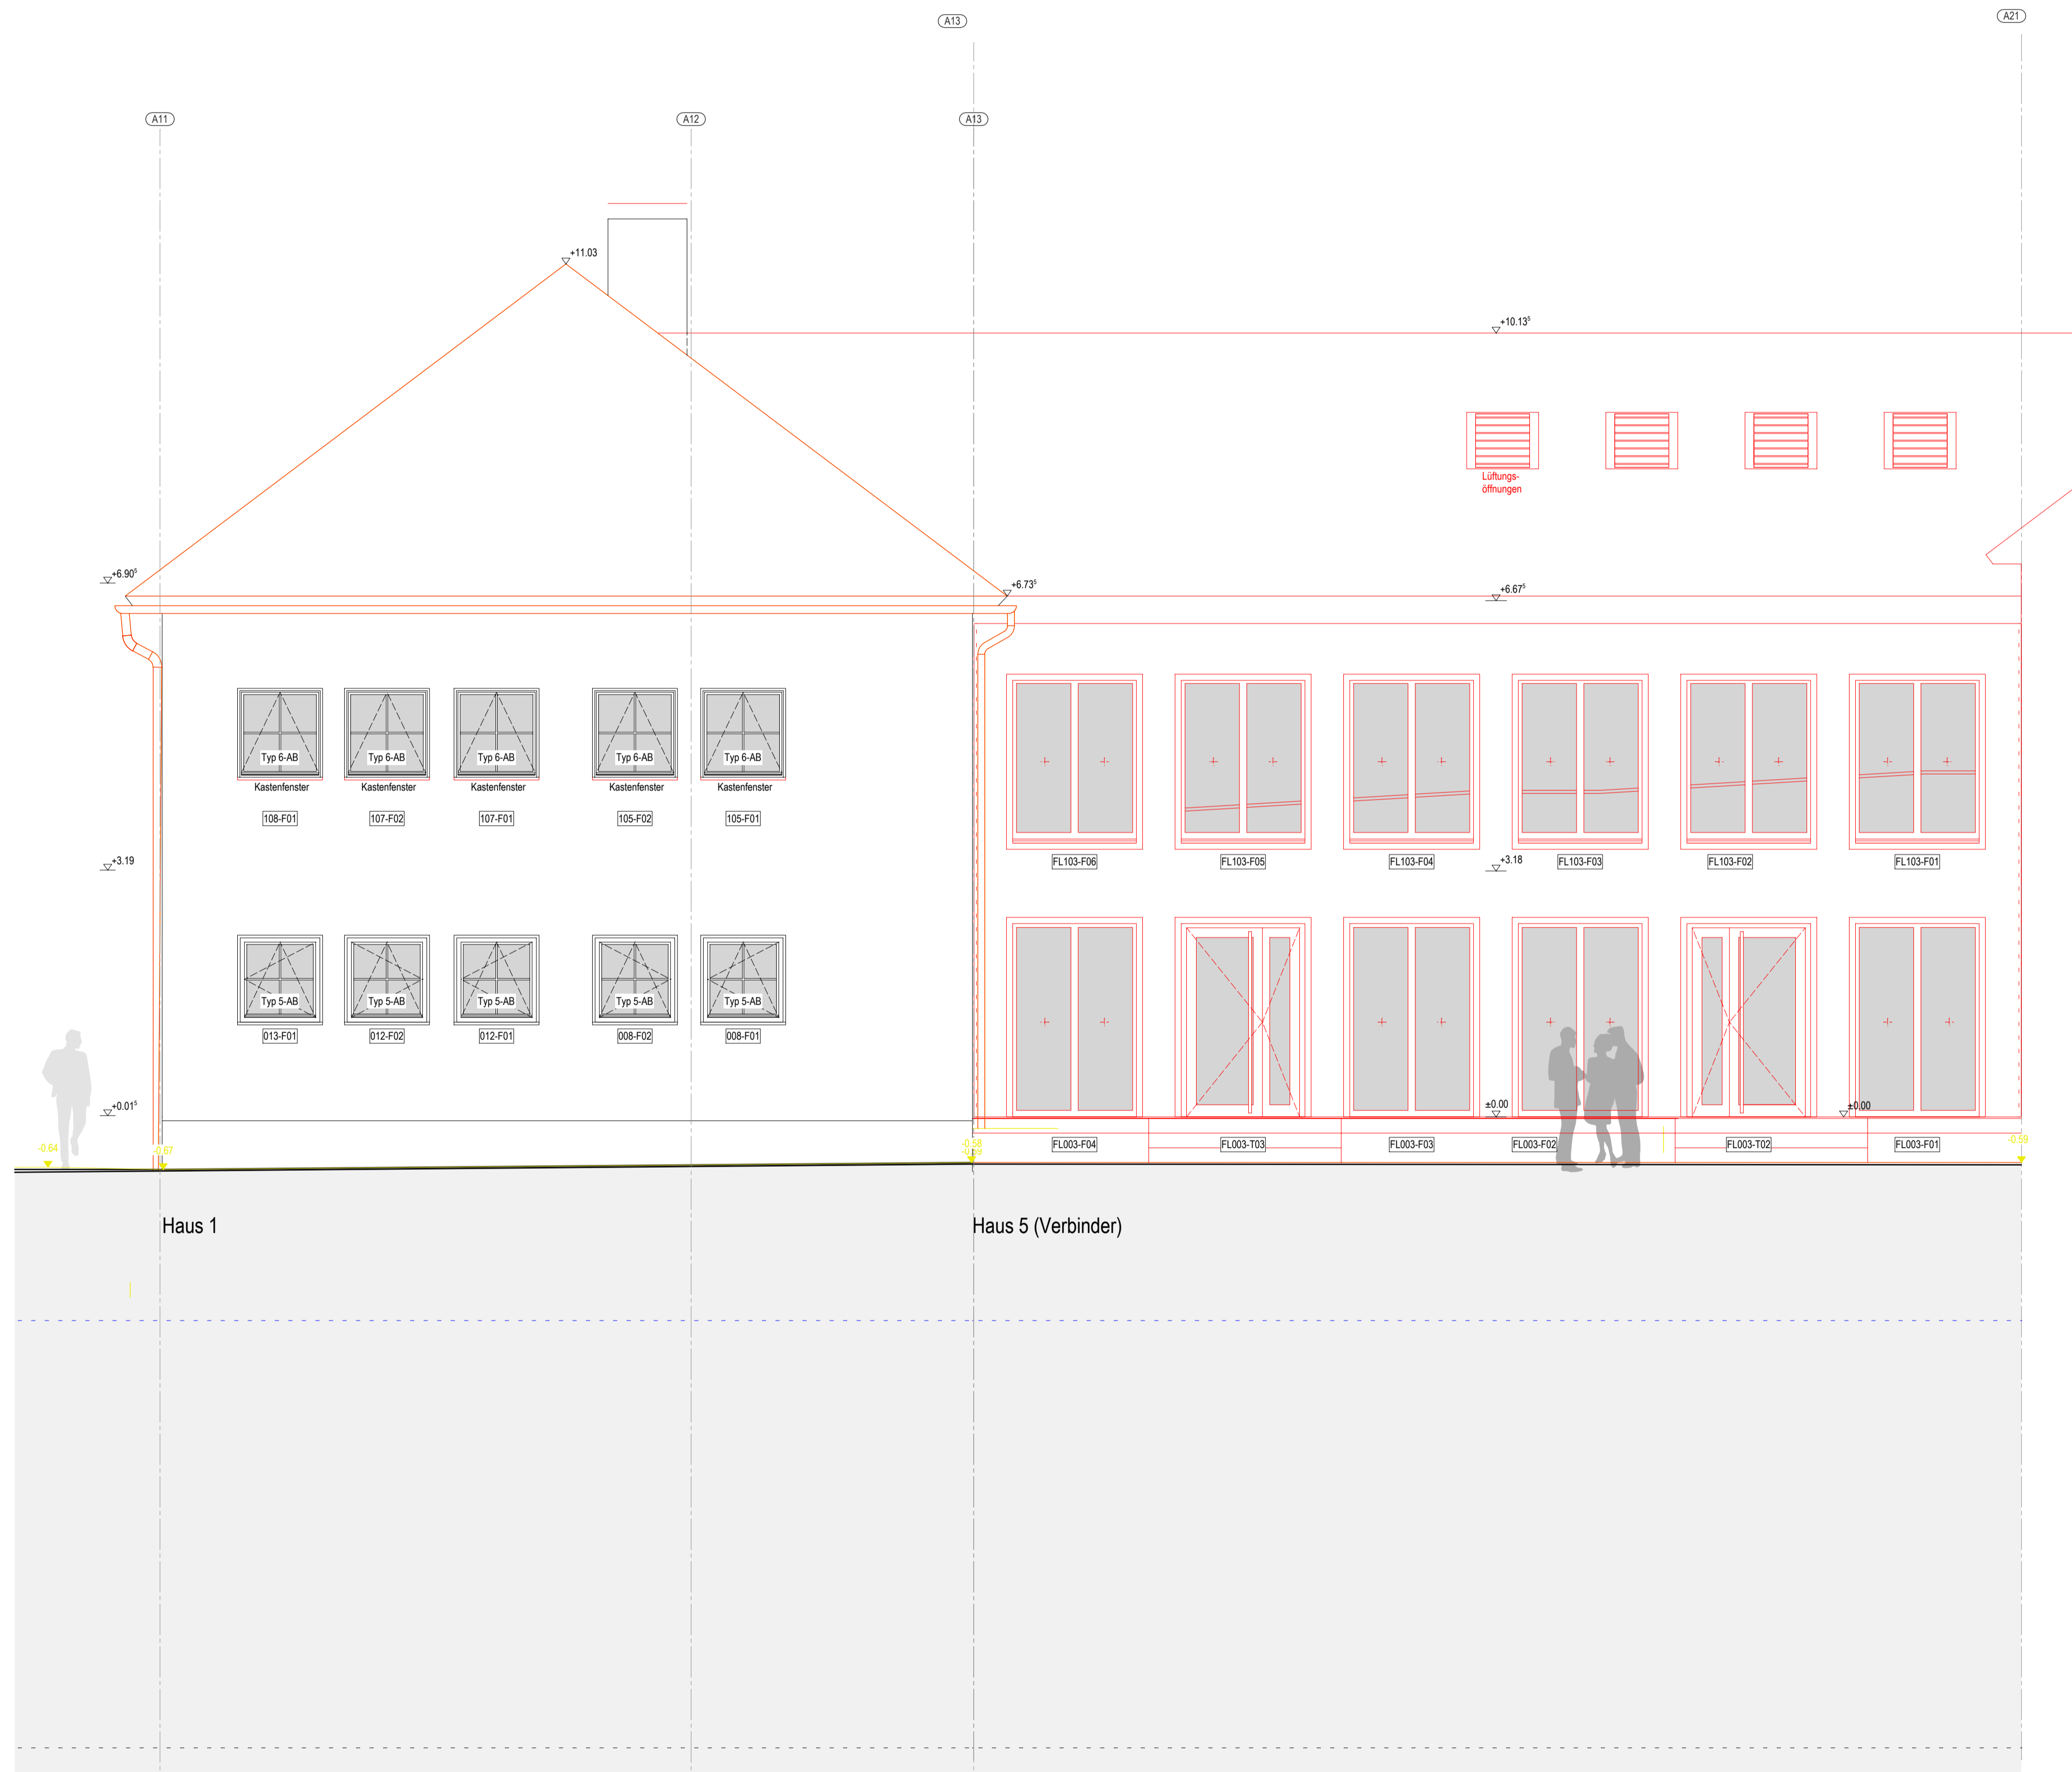 A13
A21
A11
A12
A13
+11.03
+10.13⁵
Lüftungs-
öffnungen
+6.90⁵
+6.73⁵
+6.67⁵
Typ 6-AB
Typ 6-AB
Typ 6-AB
Typ 6-AB
Typ 6-AB
Kastenfenster
Kastenfenster
Kastenfenster
Kastenfenster
Kastenfenster
108-F01
107-F02
107-F01
105-F02
105-F01
+3.19
FL103-F06
FL103-F05
FL103-F04
FL103-F03
FL103-F02
FL103-F01
+3.18
Typ 5-AB
Typ 5-AB
Typ 5-AB
Typ 5-AB
Typ 5-AB
013-F01
012-F02
012-F01
008-F02
008-F01
+0.01⁵
±0.00
±0.00
-0.64
-0.67
-0.58
-0.59
FL003-F04
FL003-T03
FL003-F03
FL003-F02
FL003-T02
FL003-F01
-0.59
Haus 1
Haus 5 (Verbinder)